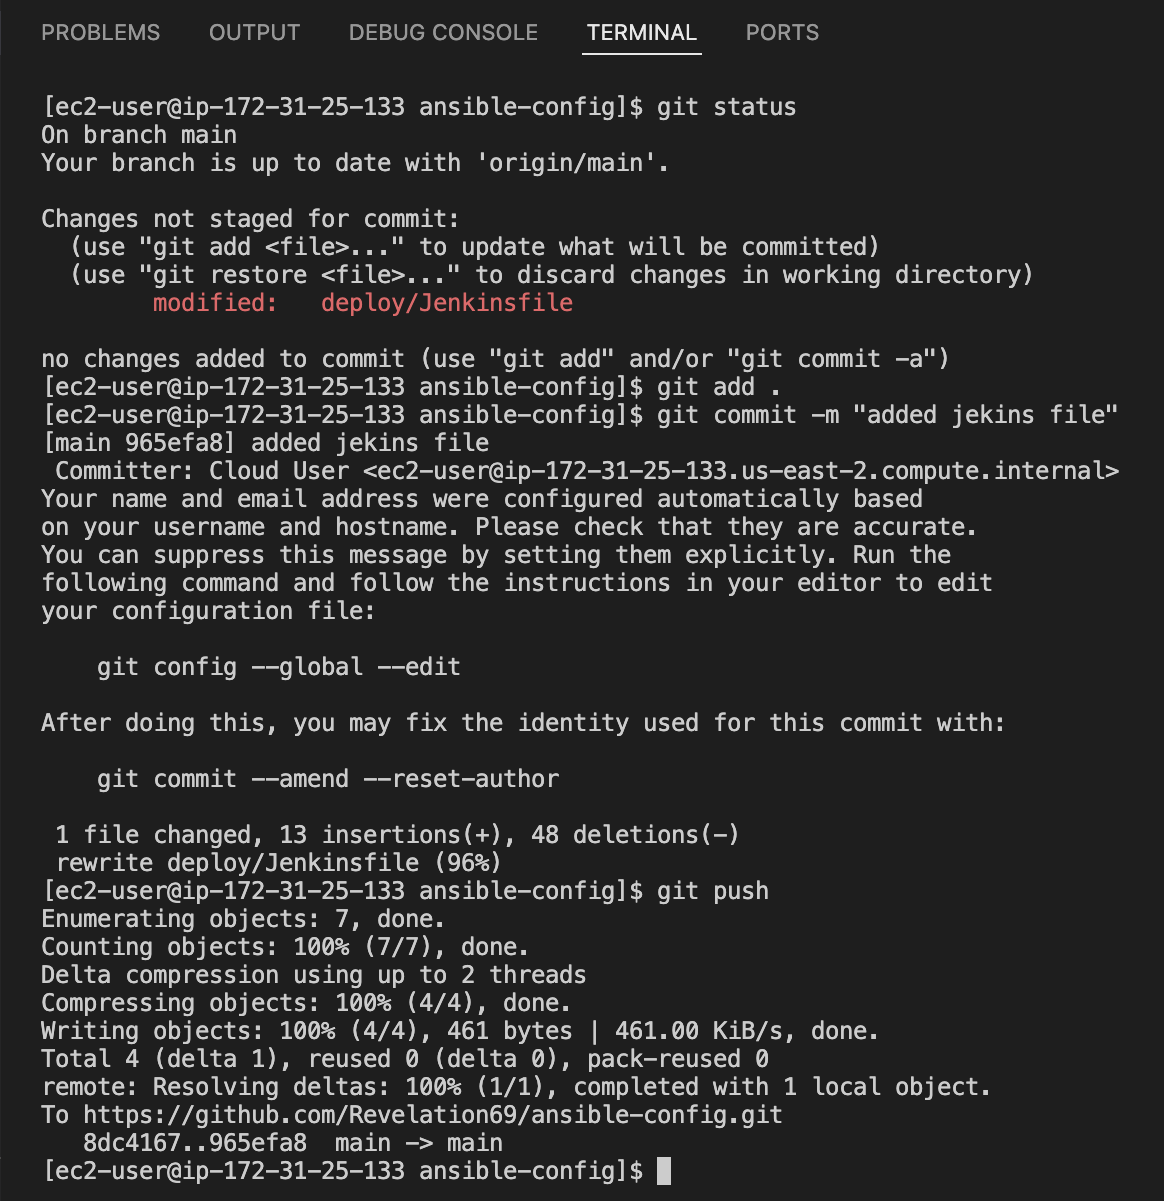 PROBLEMS OUTPUT DEBUG CONSOLE TERMINAL PORTS
[ec2-user@ip-172-31-25-133 ansible-config]$ git status
On branch main
Your branch is up to date with 'origin/main'.
Changes not staged for commit:
  (use "git add <file>..." to update what will be committed)
  (use "git restore <file>..." to discard changes in working directory)
        modified:   deploy/Jenkinsfile
no changes added to commit (use "git add" and/or "git commit -a")
[ec2-user@ip-172-31-25-133 ansible-config]$ git add .
[ec2-user@ip-172-31-25-133 ansible-config]$ git commit -m "added jekins file"
[main 965efa8] added jekins file
 Committer: Cloud User <ec2-user@ip-172-31-25-133.us-east-2.compute.internal>
Your name and email address were configured automatically based
on your username and hostname. Please check that they are accurate.
You can suppress this message by setting them explicitly. Run the
following command and follow the instructions in your editor to edit
your configuration file:
    git config --global --edit
After doing this, you may fix the identity used for this commit with:
    git commit --amend --reset-author
 1 file changed, 13 insertions(+), 48 deletions(-)
 rewrite deploy/Jenkinsfile (96%)
[ec2-user@ip-172-31-25-133 ansible-config]$ git push
Enumerating objects: 7, done.
Counting objects: 100% (7/7), done.
Delta compression using up to 2 threads
Compressing objects: 100% (4/4), done.
Writing objects: 100% (4/4), 461 bytes | 461.00 KiB/s, done.
Total 4 (delta 1), reused 0 (delta 0), pack-reused 0
remote: Resolving deltas: 100% (1/1), completed with 1 local object.
To https://github.com/Revelation69/ansible-config.git
   8dc4167..965efa8  main -> main
[ec2-user@ip-172-31-25-133 ansible-config]$